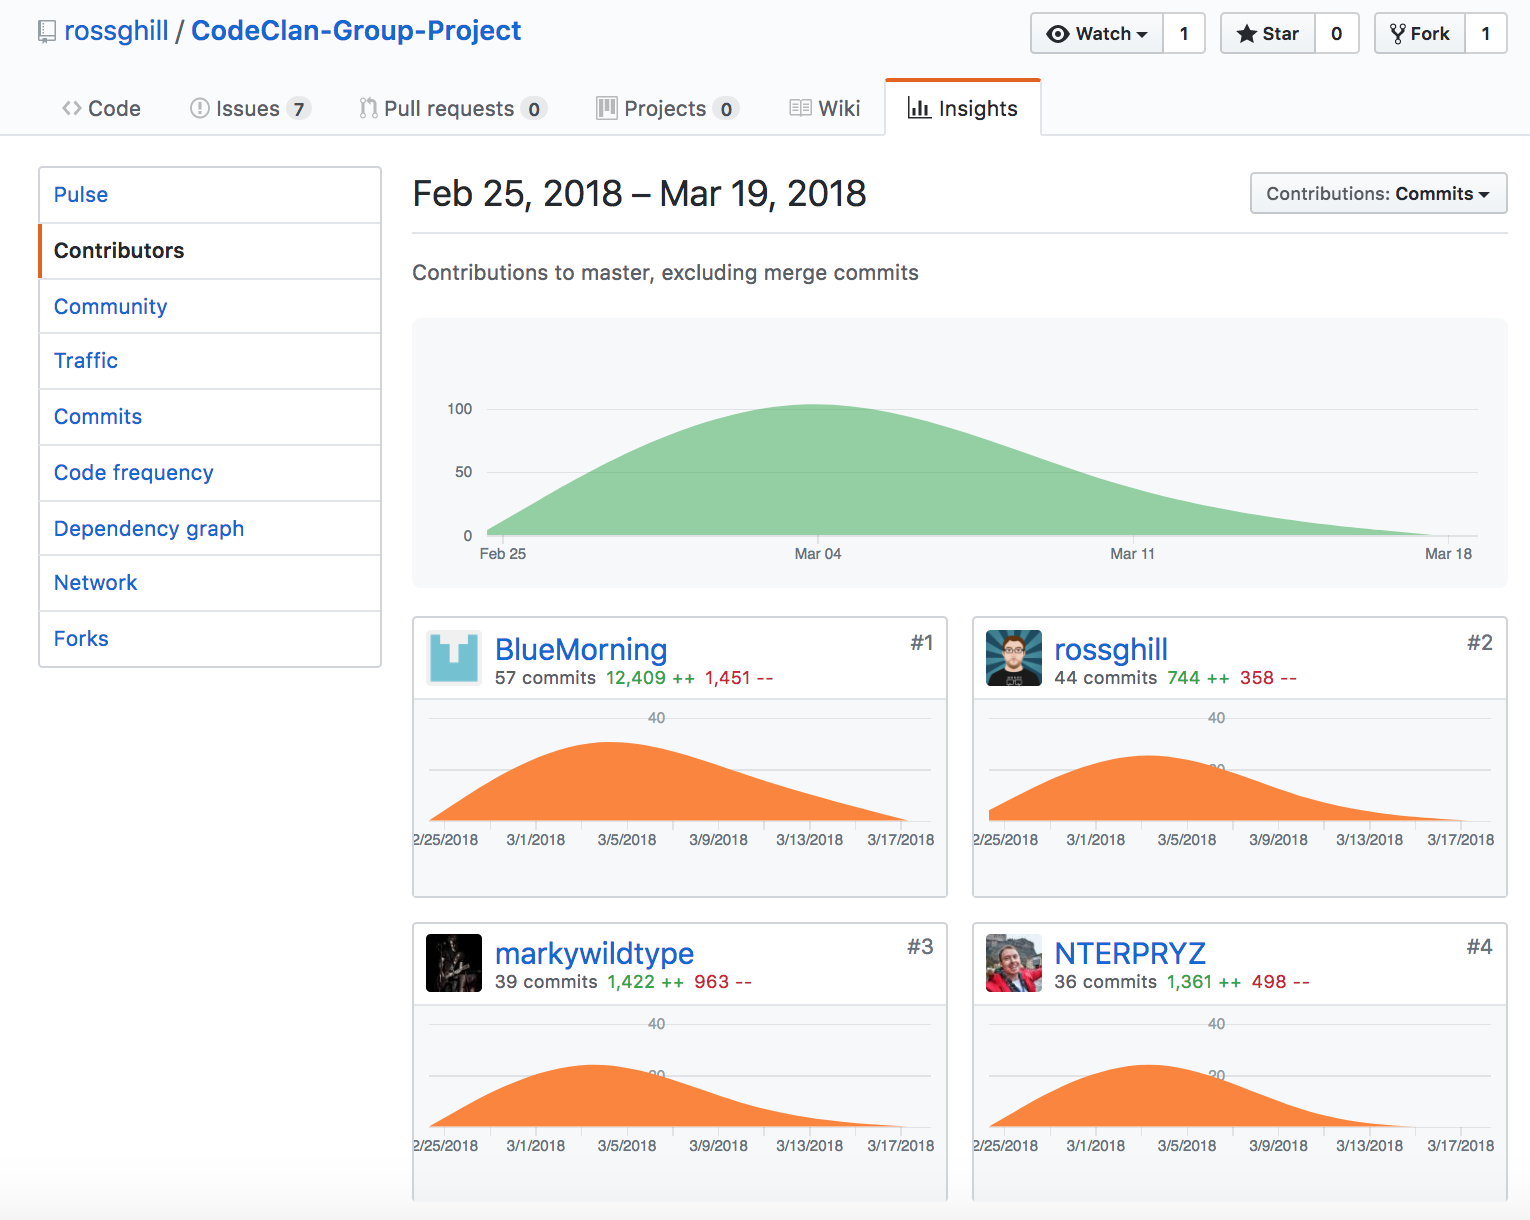 rossghill / CodeClan-Group-Project
Watch 1 Star 0 Fork 1
Code Issues 7 Pull requests 0 Projects 0 Wiki Insights
Pulse
Contributors
Community
Traffic
Commits
Code frequency
Dependency graph
Network
Forks
Feb 25, 2018 – Mar 19, 2018
Contributions: Commits
Contributions to master, excluding merge commits
100
50
0
Feb 25 Mar 04 Mar 11 Mar 18
BlueMorning #1
57 commits 12,409 ++ 1,451 --
40
2/25/2018 3/1/2018 3/5/2018 3/9/2018 3/13/2018 3/17/2018
rossghill #2
44 commits 744 ++ 358 --
40
20
2/25/2018 3/1/2018 3/5/2018 3/9/2018 3/13/2018 3/17/2018
markywildtype #3
39 commits 1,422 ++ 963 --
40
20
2/25/2018 3/1/2018 3/5/2018 3/9/2018 3/13/2018 3/17/2018
NTERPRYZ #4
36 commits 1,361 ++ 498 --
40
20
2/25/2018 3/1/2018 3/5/2018 3/9/2018 3/13/2018 3/17/2018